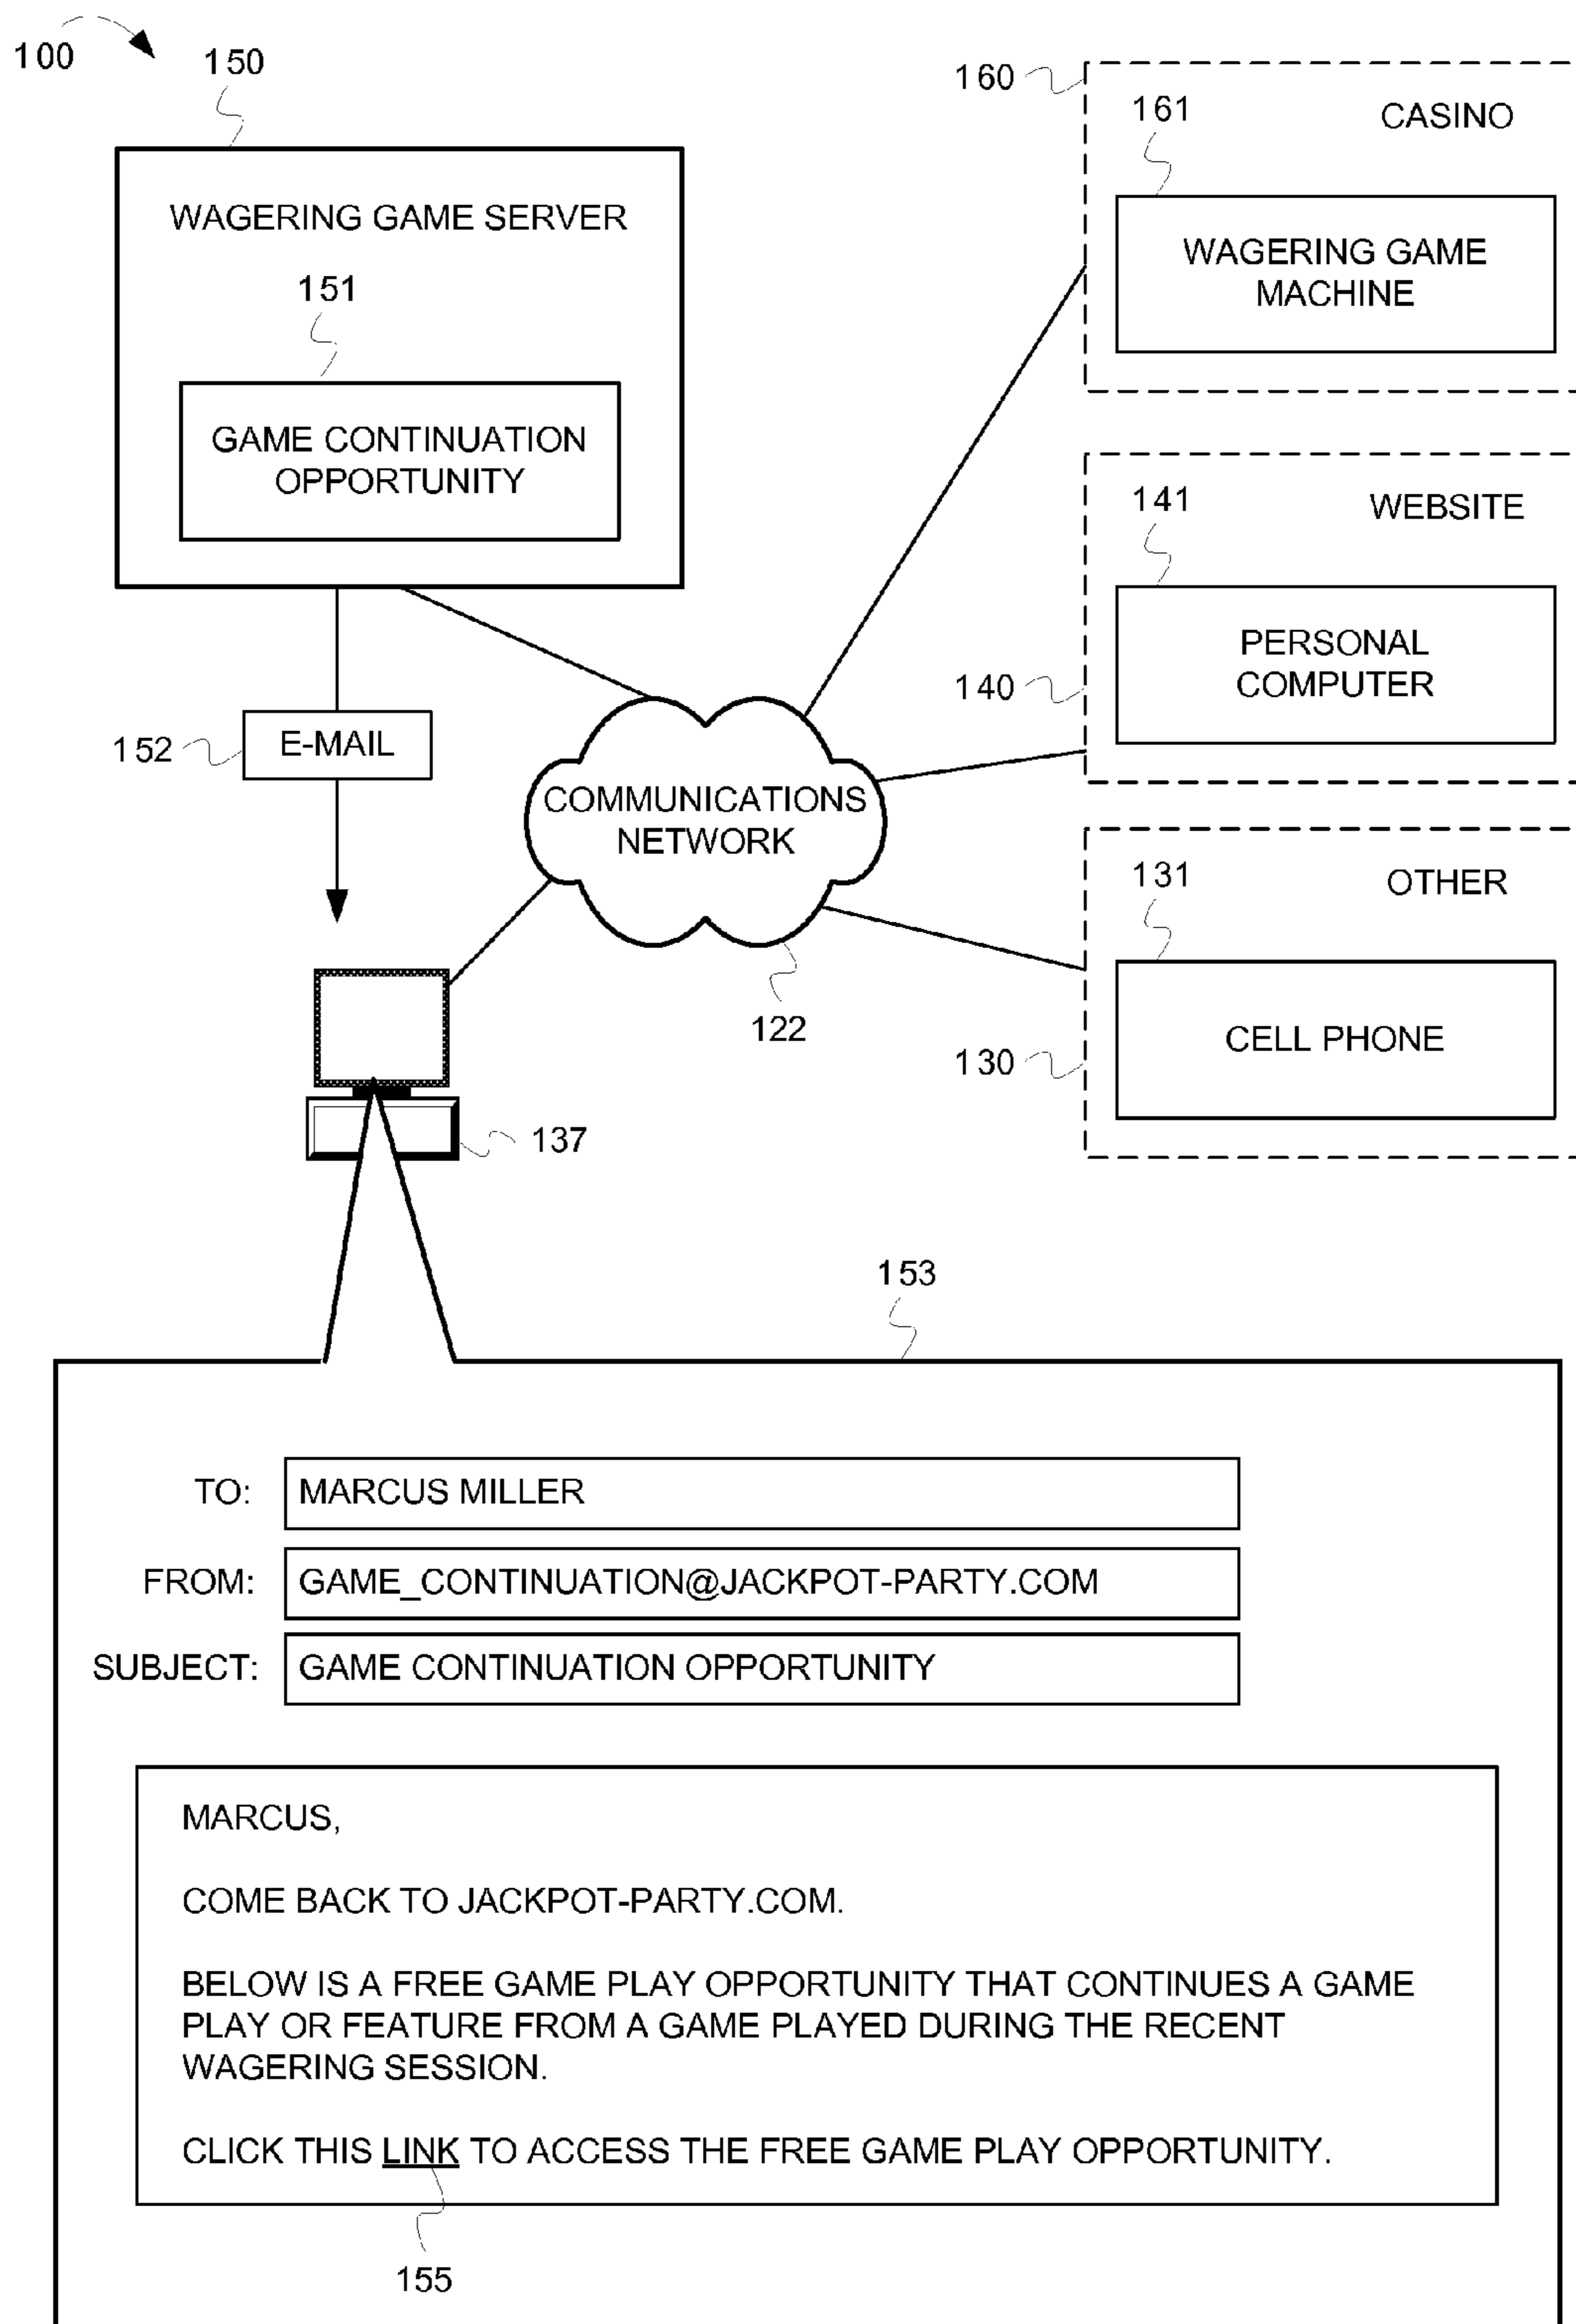 100
150
160
161
CASINO
WAGERING GAME SERVER
WAGERING GAME
MACHINE
151
GAME CONTINUATION
OPPORTUNITY
141
WEBSITE
PERSONAL
COMPUTER
140
152
E-MAIL
COMMUNICATIONS
NETWORK
131
OTHER
122
CELL PHONE
130
137
153
TO:
MARCUS MILLER
FROM:
GAME_CONTINUATION@JACKPOT-PARTY.COM
SUBJECT:
GAME CONTINUATION OPPORTUNITY
MARCUS,
COME BACK TO JACKPOT-PARTY.COM.
BELOW IS A FREE GAME PLAY OPPORTUNITY THAT CONTINUES A GAME
PLAY OR FEATURE FROM A GAME PLAYED DURING THE RECENT
WAGERING SESSION.
CLICK THIS LINK TO ACCESS THE FREE GAME PLAY OPPORTUNITY.
155